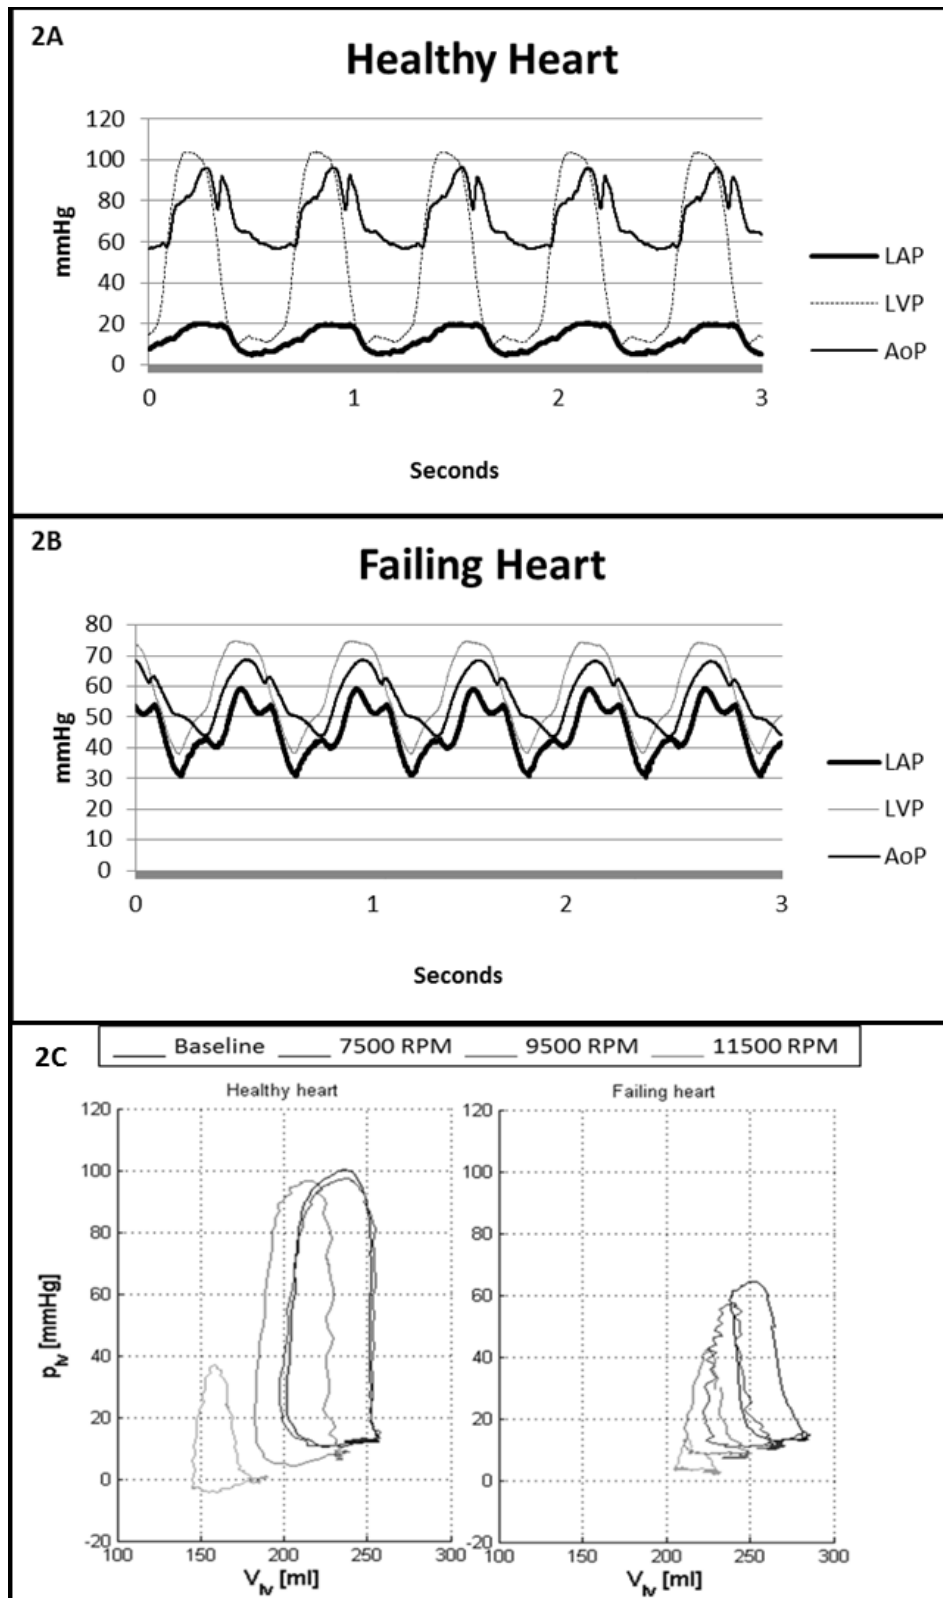 2A
Healthy Heart
120
100
80
60
40
20
0
mmHg
0 1 2 3
Seconds
LAP
LVP
AoP
2B
Failing Heart
80
70
60
50
40
30
20
10
0
mmHg
0 1 2 3
Seconds
LAP
LVP
AoP
2C
Baseline 7500 RPM 9500 RPM 11500 RPM
Healthy heart
120
100
80
60
40
20
0
-20
p_lv [mmHg]
100 150 200 250 300
V_lv [ml]
Failing heart
120
100
80
60
40
20
0
-20
100 150 200 250 300
V_lv [ml]